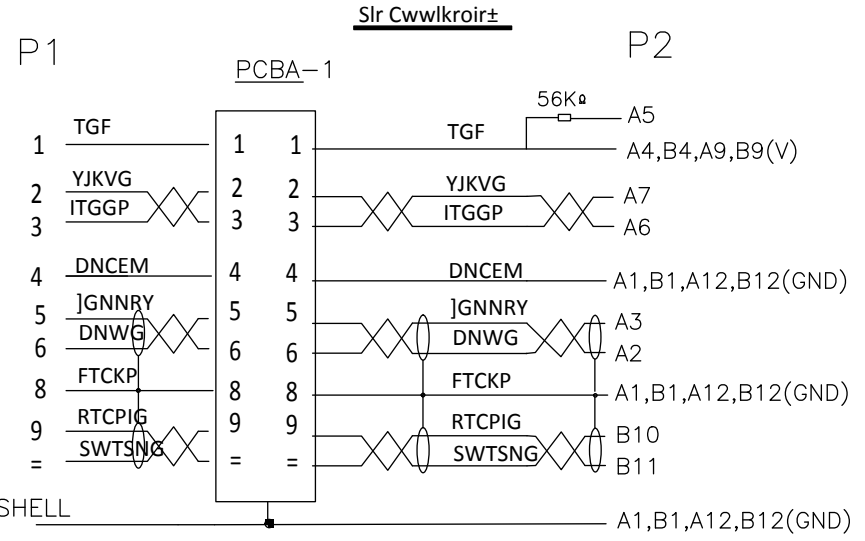 Slr Cwwlkroir±
P1
P2
PCBA-1
56KΩ
A5
1 TGF 1 1 TGF A4,B4,A9,B9(V)
2 YJKVG 2 2 YJKVG A7
3 ITGGP 3 3 ITGGP A6
4 DNCEM 4 4 DNCEM A1,B1,A12,B12(GND)
5 ]GNNRY 5 5 ]GNNRY A3
6 DNWG 6 6 DNWG A2
8 FTCKP 8 8 FTCKP A1,B1,A12,B12(GND)
9 RTCPIG 9 9 RTCPIG B10
= SWTSNG = = SWTSNG B11
SHELL A1,B1,A12,B12(GND)